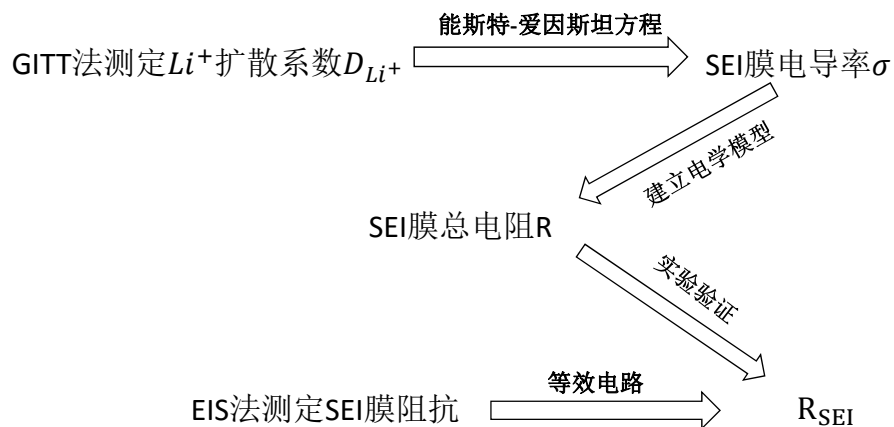 能斯特-爱因斯坦方程
GITT法测定Li⁺扩散系数D_{Li⁺}
SEI膜电导率σ
建立电学模型
SEI膜总电阻R
实验验证
等效电路
EIS法测定SEI膜阻抗
R_{SEI}